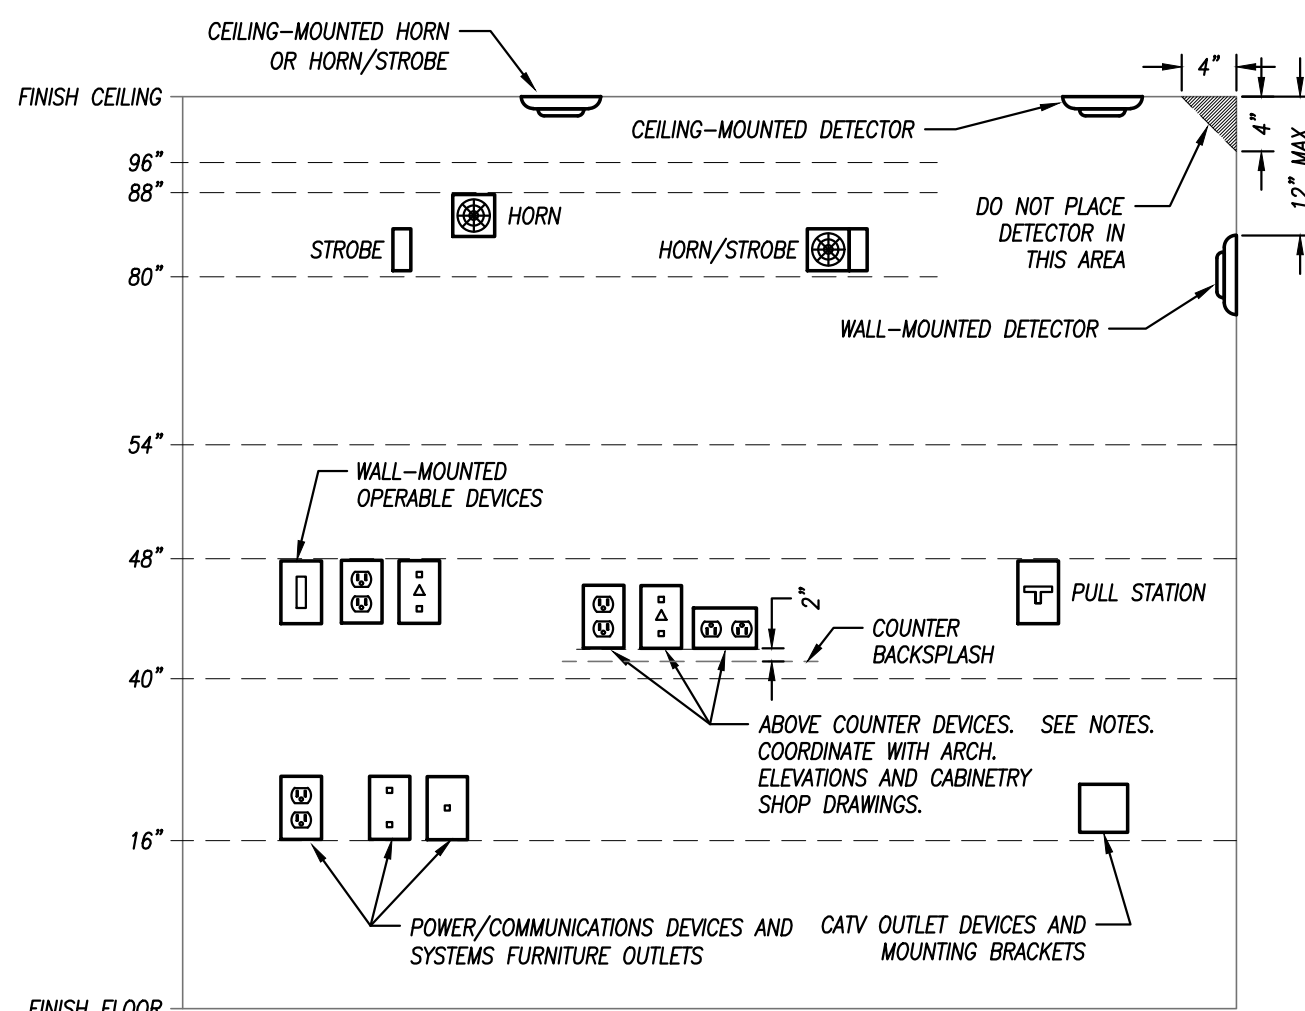 CEILING-MOUNTED HORN
OR HORN/STROBE
4"
FINISH CEILING
CEILING-MOUNTED DETECTOR
4"
12" MAX
96"
88"
HORN
DO NOT PLACE
DETECTOR IN
THIS AREA
STROBE
HORN/STROBE
80"
WALL-MOUNTED DETECTOR
54"
WALL-MOUNTED
OPERABLE DEVICES
48"
2"
PULL STATION
COUNTER
BACKSPLASH
40"
ABOVE COUNTER DEVICES. SEE NOTES.
COORDINATE WITH ARCH.
ELEVATIONS AND CABINETRY
SHOP DRAWINGS.
16"
POWER/COMMUNICATIONS DEVICES AND
SYSTEMS FURNITURE OUTLETS
CATV OUTLET DEVICES AND
MOUNTING BRACKETS
FINISH FLOOR